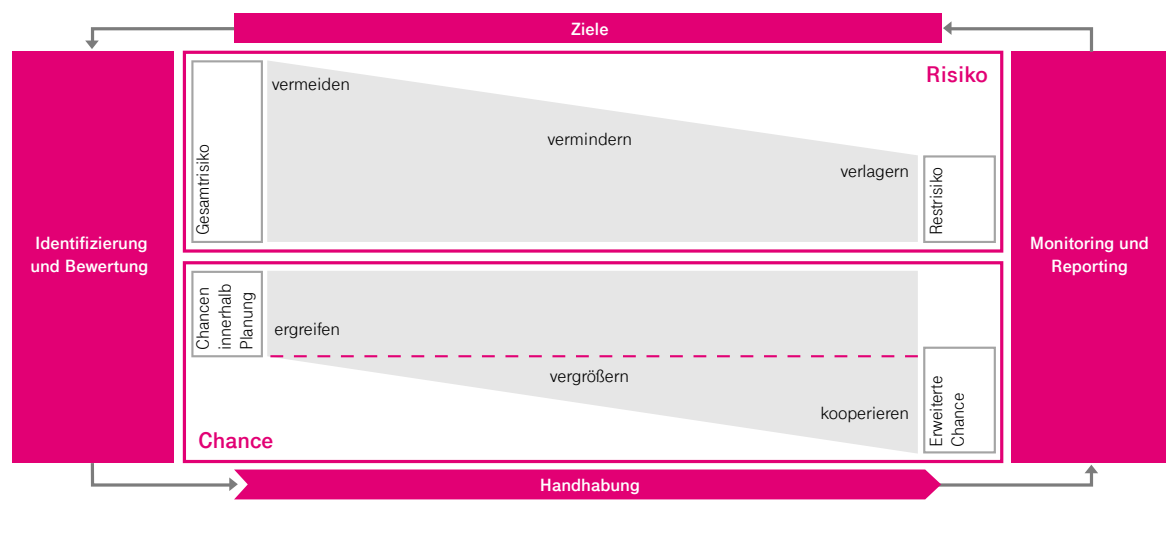 Ziele
Identifizierung
und Bewertung
Risiko
Gesamtrisiko
vermeiden
vermindern
verlagern
Restrisiko
Chancen
innerhalb
Planung
ergreifen
vergrößern
kooperieren
Erweiterte
Chance
Chance
Monitoring und
Reporting
Handhabung